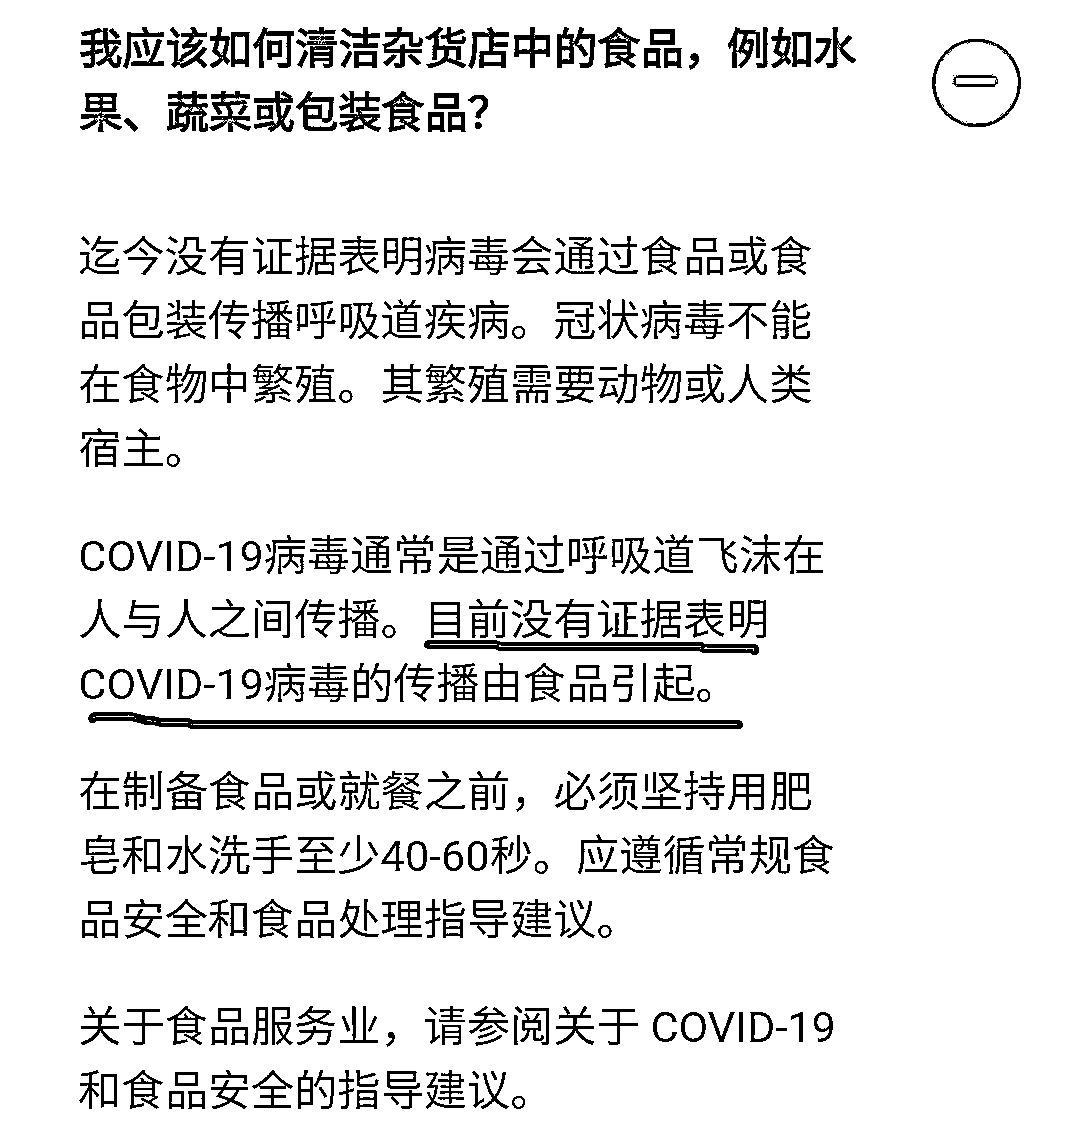 我应该如何清洁杂货店中的食品，例如水
果、蔬菜或包装食品？
迄今没有证据表明病毒会通过食品或食
品包装传播呼吸道疾病。冠状病毒不能
在食物中繁殖。其繁殖需要动物或人类
宿主。
COVID-19病毒通常是通过呼吸道飞沫在
人与人之间传播。目前没有证据表明
COVID-19病毒的传播由食品引起。
在制备食品或就餐之前，必须坚持用肥
皂和水洗手至少40-60秒。应遵循常规食
品安全和食品处理指导建议。
关于食品服务业，请参阅关于 COVID-19
和食品安全的指导建议。